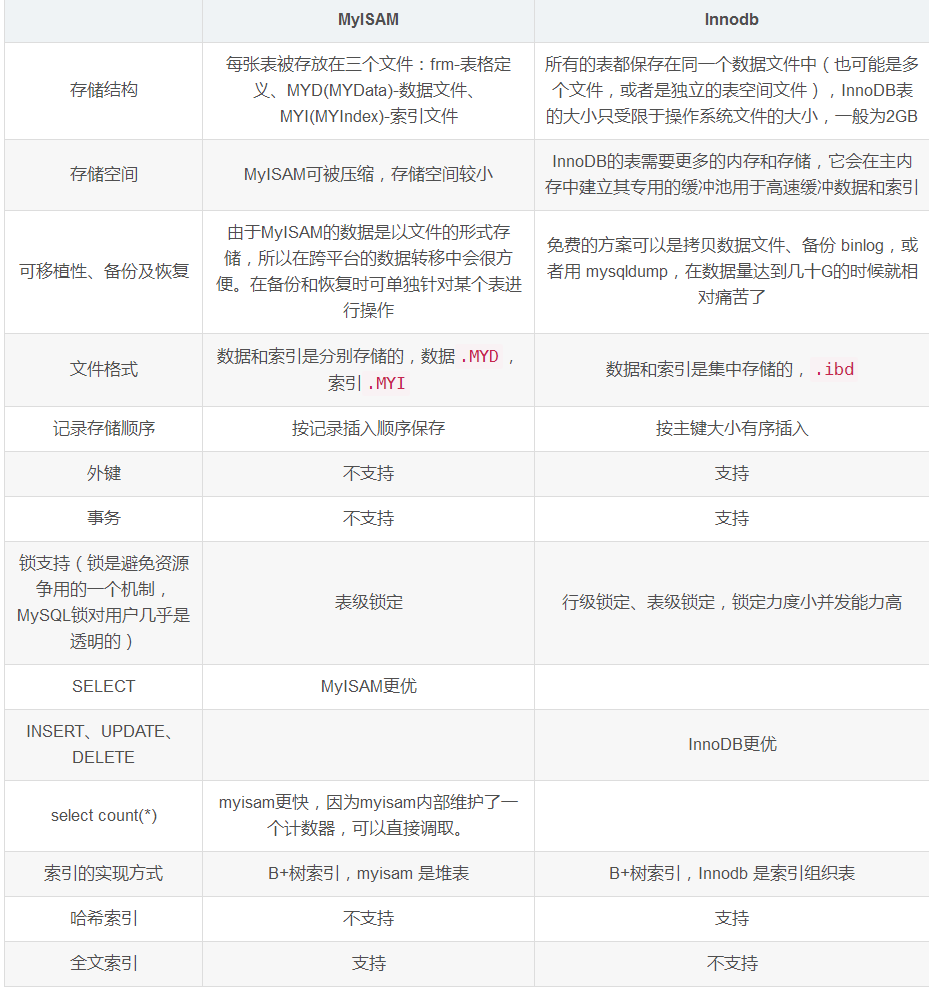 MyISAM
Innodb
存储结构
每张表被存放在三个文件：frm-表格定
义、MYD(MYData)-数据文件、
MYI(MYIndex)-索引文件
所有的表都保存在同一个数据文件中（也可能是多
个文件，或者是独立的表空间文件），InnoDB表
的大小只受限于操作系统文件的大小，一般为2GB
存储空间
MyISAM可被压缩，存储空间较小
InnoDB的表需要更多的内存和存储，它会在主内
存中建立其专用的缓冲池用于高速缓冲数据和索引
可移植性、备份及恢复
由于MyISAM的数据是以文件的形式存
储，所以在跨平台的数据转移中会很方
便。在备份和恢复时可单独针对某个表进
行操作
免费的方案可以是拷贝数据文件、备份 binlog，或
者用 mysqldump，在数据量达到几十G的时候就相
对痛苦了
文件格式
数据和索引是分别存储的，数据 .MYD ，
索引 .MYI
数据和索引是集中存储的， .ibd
记录存储顺序
按记录插入顺序保存
按主键大小有序插入
外键
不支持
支持
事务
不支持
支持
锁支持（锁是避免资源
争用的一个机制，
MySQL锁对用户几乎是
透明的）
表级锁定
行级锁定、表级锁定，锁定力度小并发能力高
SELECT
MyISAM更优
INSERT、UPDATE、
DELETE
InnoDB更优
select count(*)
myisam更快，因为myisam内部维护了一
个计数器，可以直接调取。
索引的实现方式
B+树索引，myisam 是堆表
B+树索引，Innodb 是索引组织表
哈希索引
不支持
支持
全文索引
支持
不支持